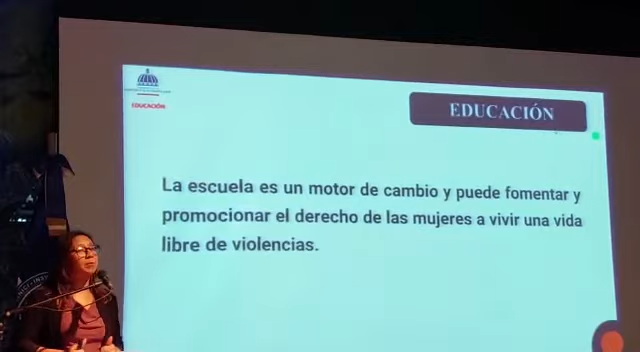 EDUCACIÓN
EDUCACIÓN
La escuela es un motor de cambio y puede fomentar y
promocionar el derecho de las mujeres a vivir una vida
libre de violencias.